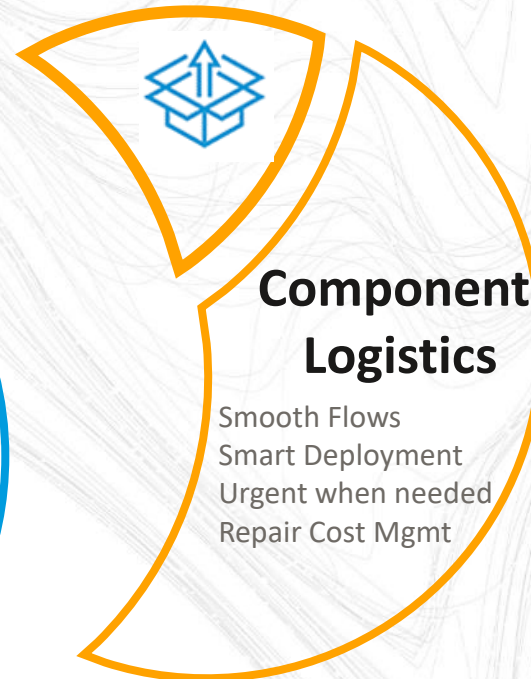 Component
Logistics
Smooth Flows
Smart Deployment
Urgent when needed
Repair Cost Mgmt